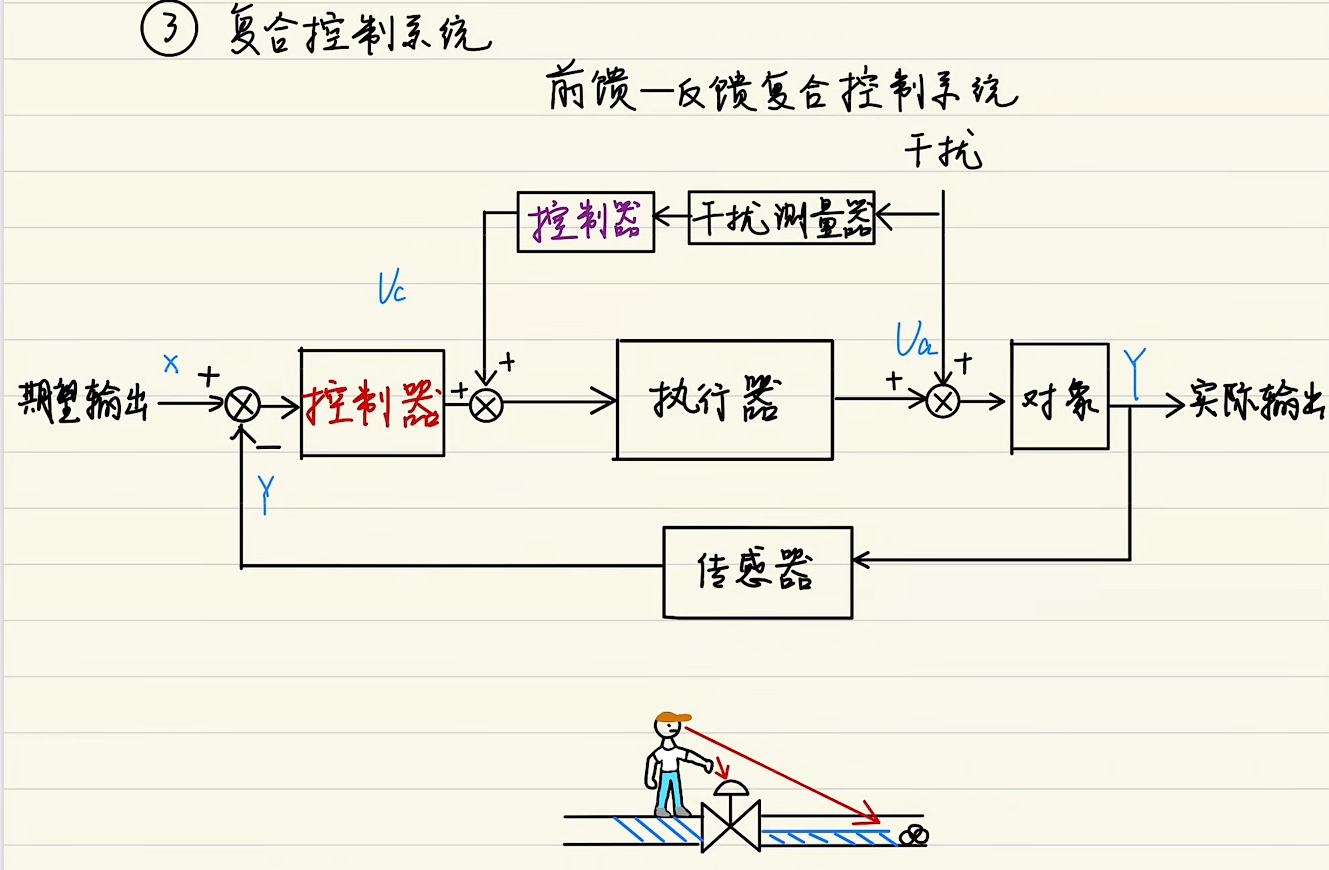 ③ 复合控制系统
前馈—反馈复合控制系统
干扰
控制器 干扰测量器
Uc
Ua
x + + + + + Y
期望输出 控制器 执行器 对象 实际输出
−
Y
传感器